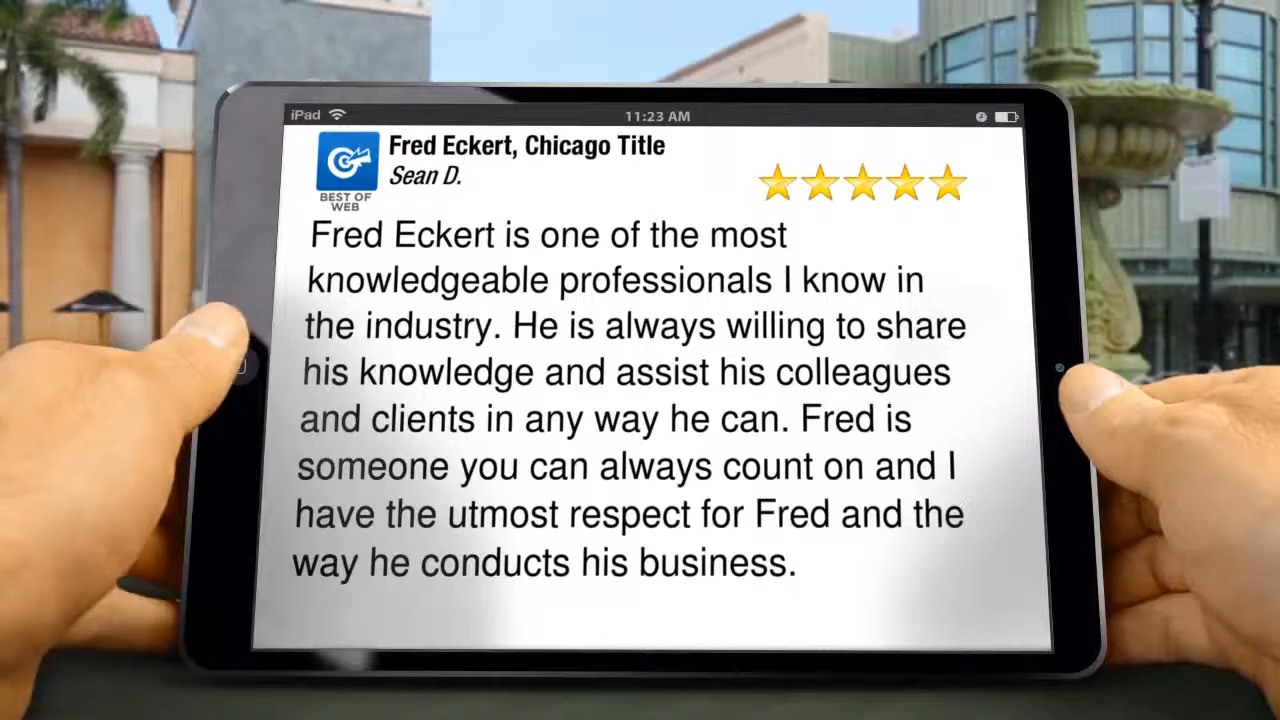 iPad
11:23 AM
Fred Eckert, Chicago Title
Sean D.
BEST OF
WEB
Fred Eckert is one of the most
knowledgeable professionals I know in
the industry. He is always willing to share
his knowledge and assist his colleagues
and clients in any way he can. Fred is
someone you can always count on and I
have the utmost respect for Fred and the
way he conducts his business.